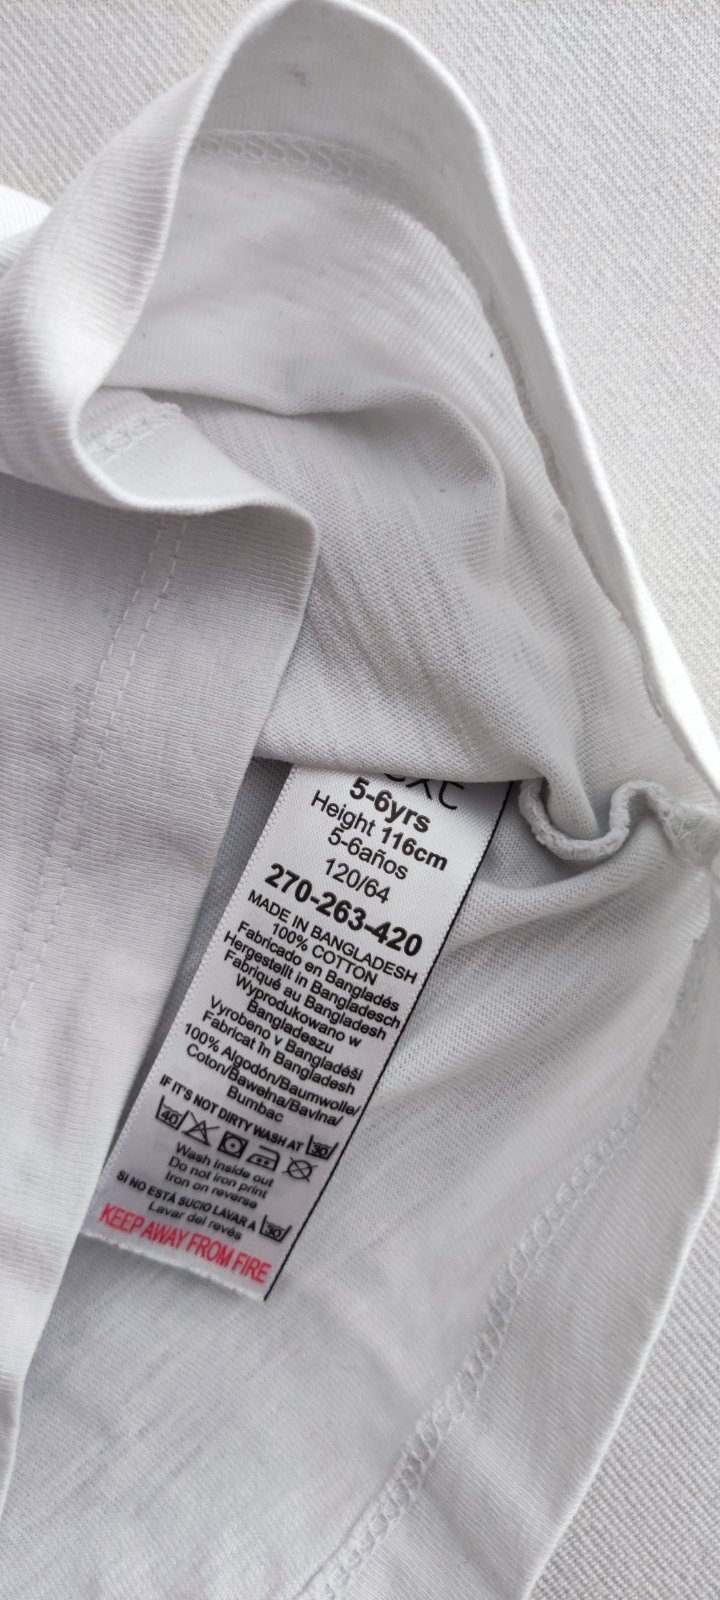 5-6yrs
Height 116cm
5-6años
120/64
270-263-420
MADE IN BANGLADESH
100% COTTON
Fabricado en Bangladés
Hergestellt in Bangladesch
Fabriqué au Bangladesh
Wyprodukowano w
Bangladeszu
Vyrobeno v Bangladéši
Fabricat în Bangladesh
100% Algodón/Baumwolle/
Coton/Bawełna/Bavlna/
Bumbac
IF IT'S NOT DIRTY WASH AT 30
40
Wash inside out
Do not iron print
Iron on reverse
SI NO ESTÁ SUCIO LAVAR A 30
Lavar del revés
KEEP AWAY FROM FIRE